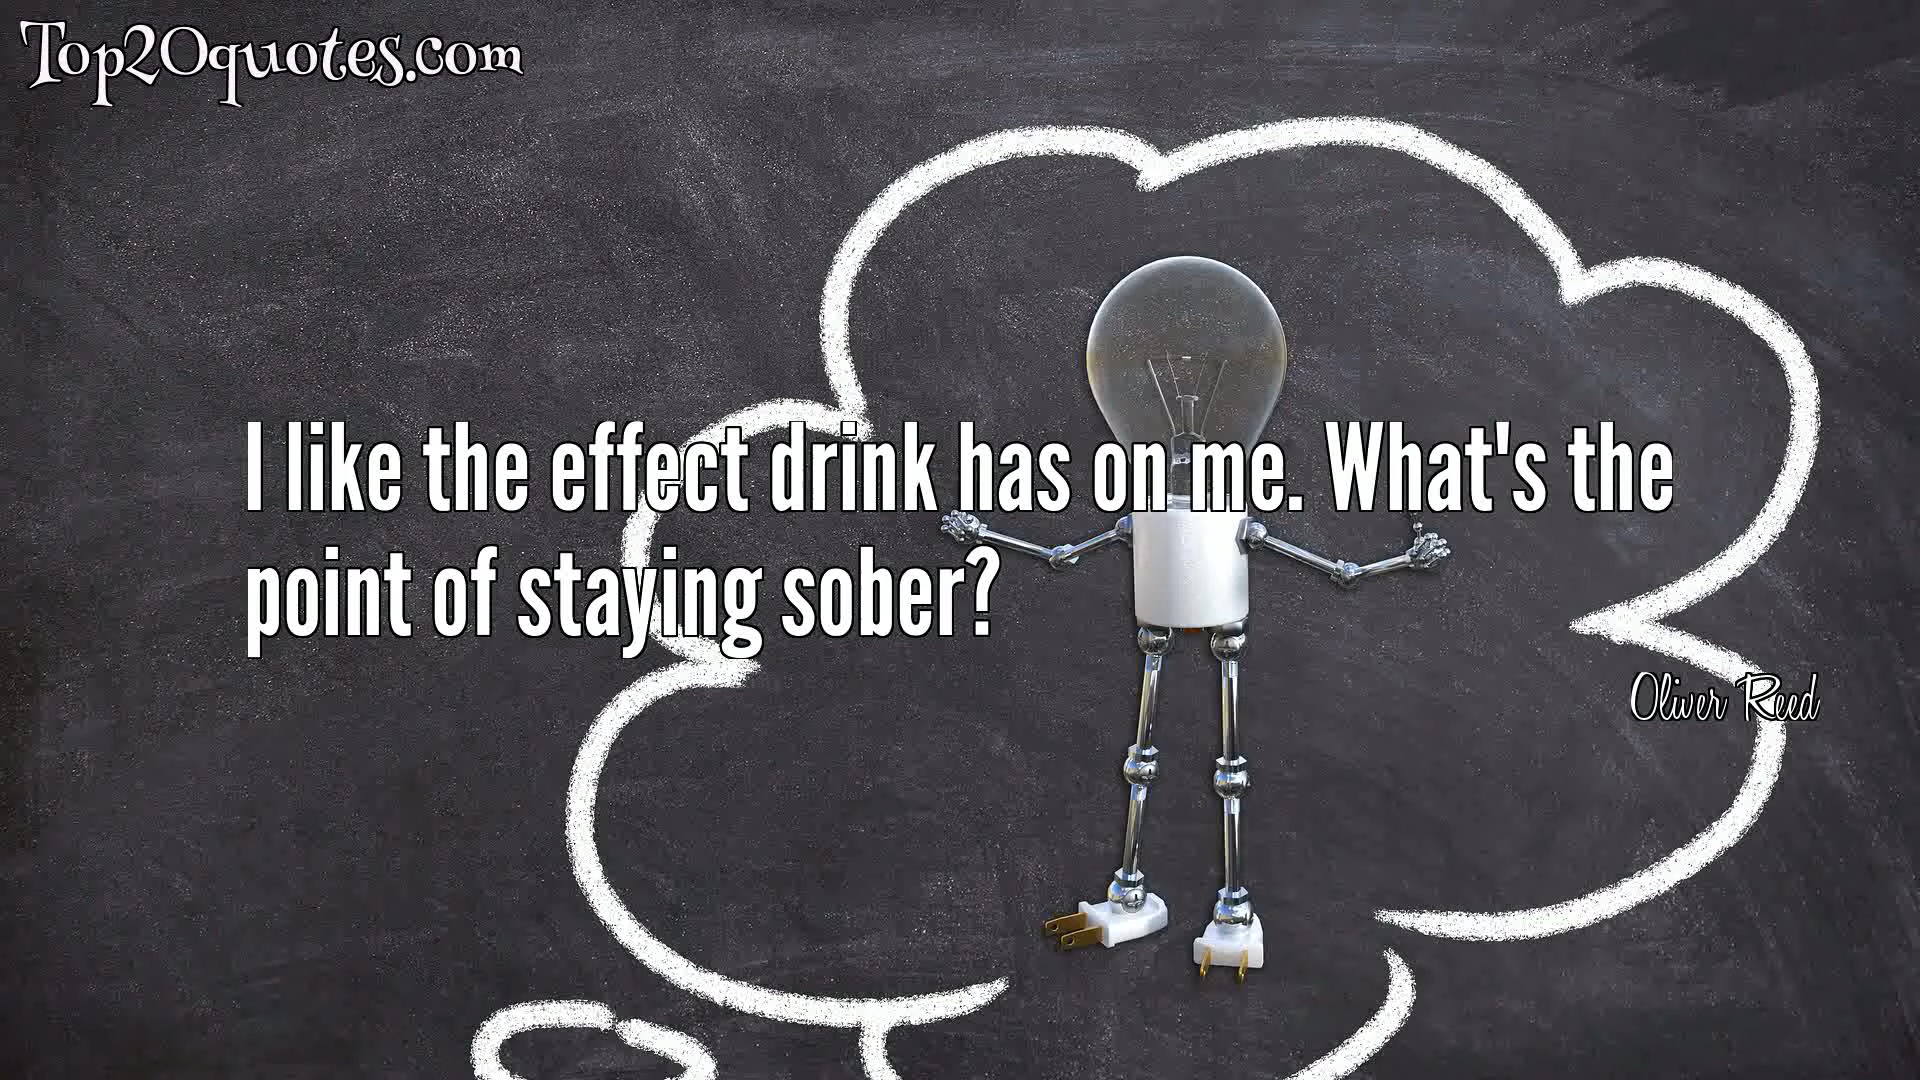 Top20quotes.com
I like the effect drink has on me. What's the
point of staying sober?
Oliver Reed